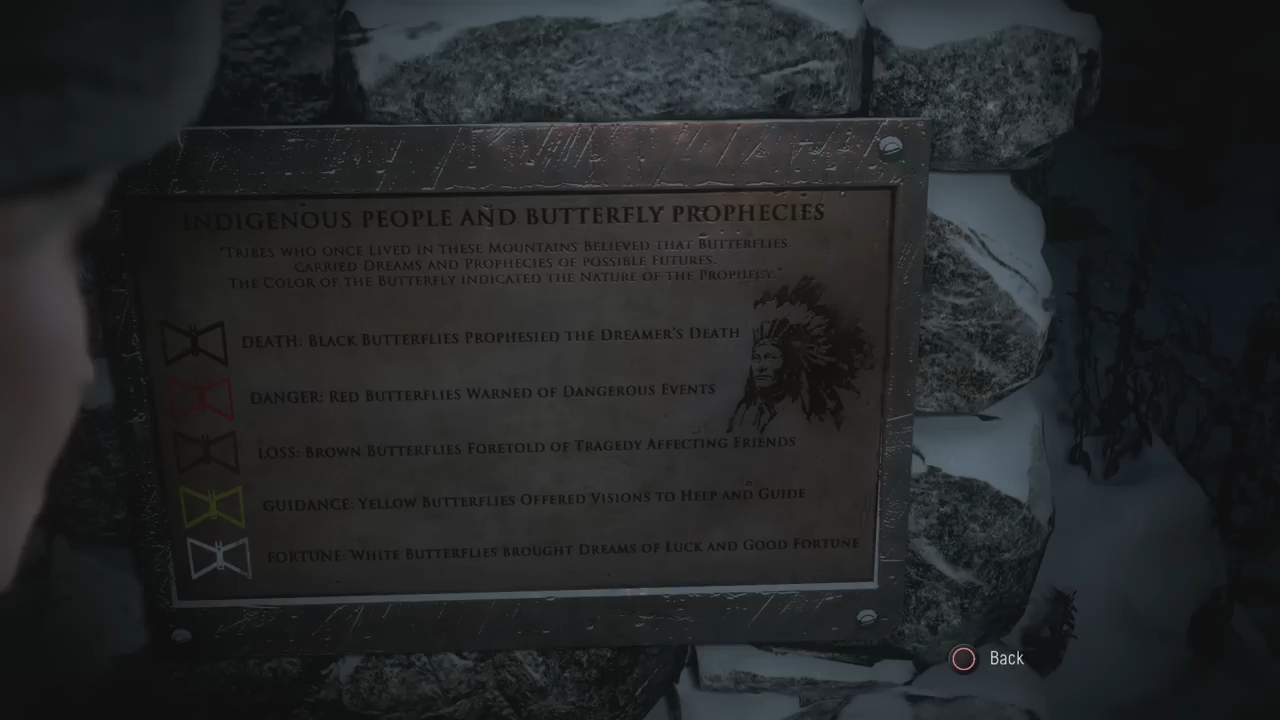 INDIGENOUS PEOPLE AND BUTTERFLY PROPHECIES
"TRIBES WHO ONCE LIVED IN THESE MOUNTAINS BELIEVED THAT BUTTERFLIES
CARRIED DREAMS AND PROPHECIES OF POSSIBLE FUTURES.
THE COLOR OF THE BUTTERFLY INDICATED THE NATURE OF THE PROPHECY."
DEATH: BLACK BUTTERFLIES PROPHESIED THE DREAMER'S DEATH
DANGER: RED BUTTERFLIES WARNED OF DANGEROUS EVENTS
LOSS: BROWN BUTTERFLIES FORETOLD OF TRAGEDY AFFECTING FRIENDS
GUIDANCE: YELLOW BUTTERFLIES OFFERED VISIONS TO HELP AND GUIDE
FORTUNE: WHITE BUTTERFLIES BROUGHT DREAMS OF LUCK AND GOOD FORTUNE
Back